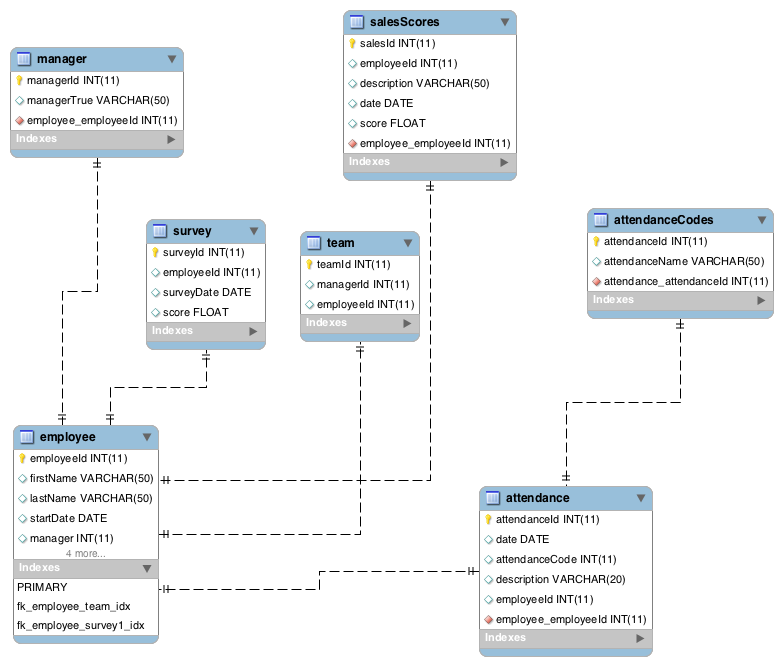 manager
managerId INT(11)
managerTrue VARCHAR(50)
employee_employeeId INT(11)
Indexes
salesScores
salesId INT(11)
employeeId INT(11)
description VARCHAR(50)
date DATE
score FLOAT
employee_employeeId INT(11)
Indexes
survey
surveyId INT(11)
employeeId INT(11)
surveyDate DATE
score FLOAT
Indexes
team
teamId INT(11)
managerId INT(11)
employeeId INT(11)
Indexes
attendanceCodes
attendanceId INT(11)
attendanceName VARCHAR(50)
attendance_attendanceId INT(11)
Indexes
employee
employeeId INT(11)
firstName VARCHAR(50)
lastName VARCHAR(50)
startDate DATE
manager INT(11)
4 more...
Indexes
PRIMARY
fk_employee_team_idx
fk_employee_survey1_idx
attendance
attendanceId INT(11)
date DATE
attendanceCode INT(11)
description VARCHAR(20)
employeeId INT(11)
employee_employeeId INT(11)
Indexes